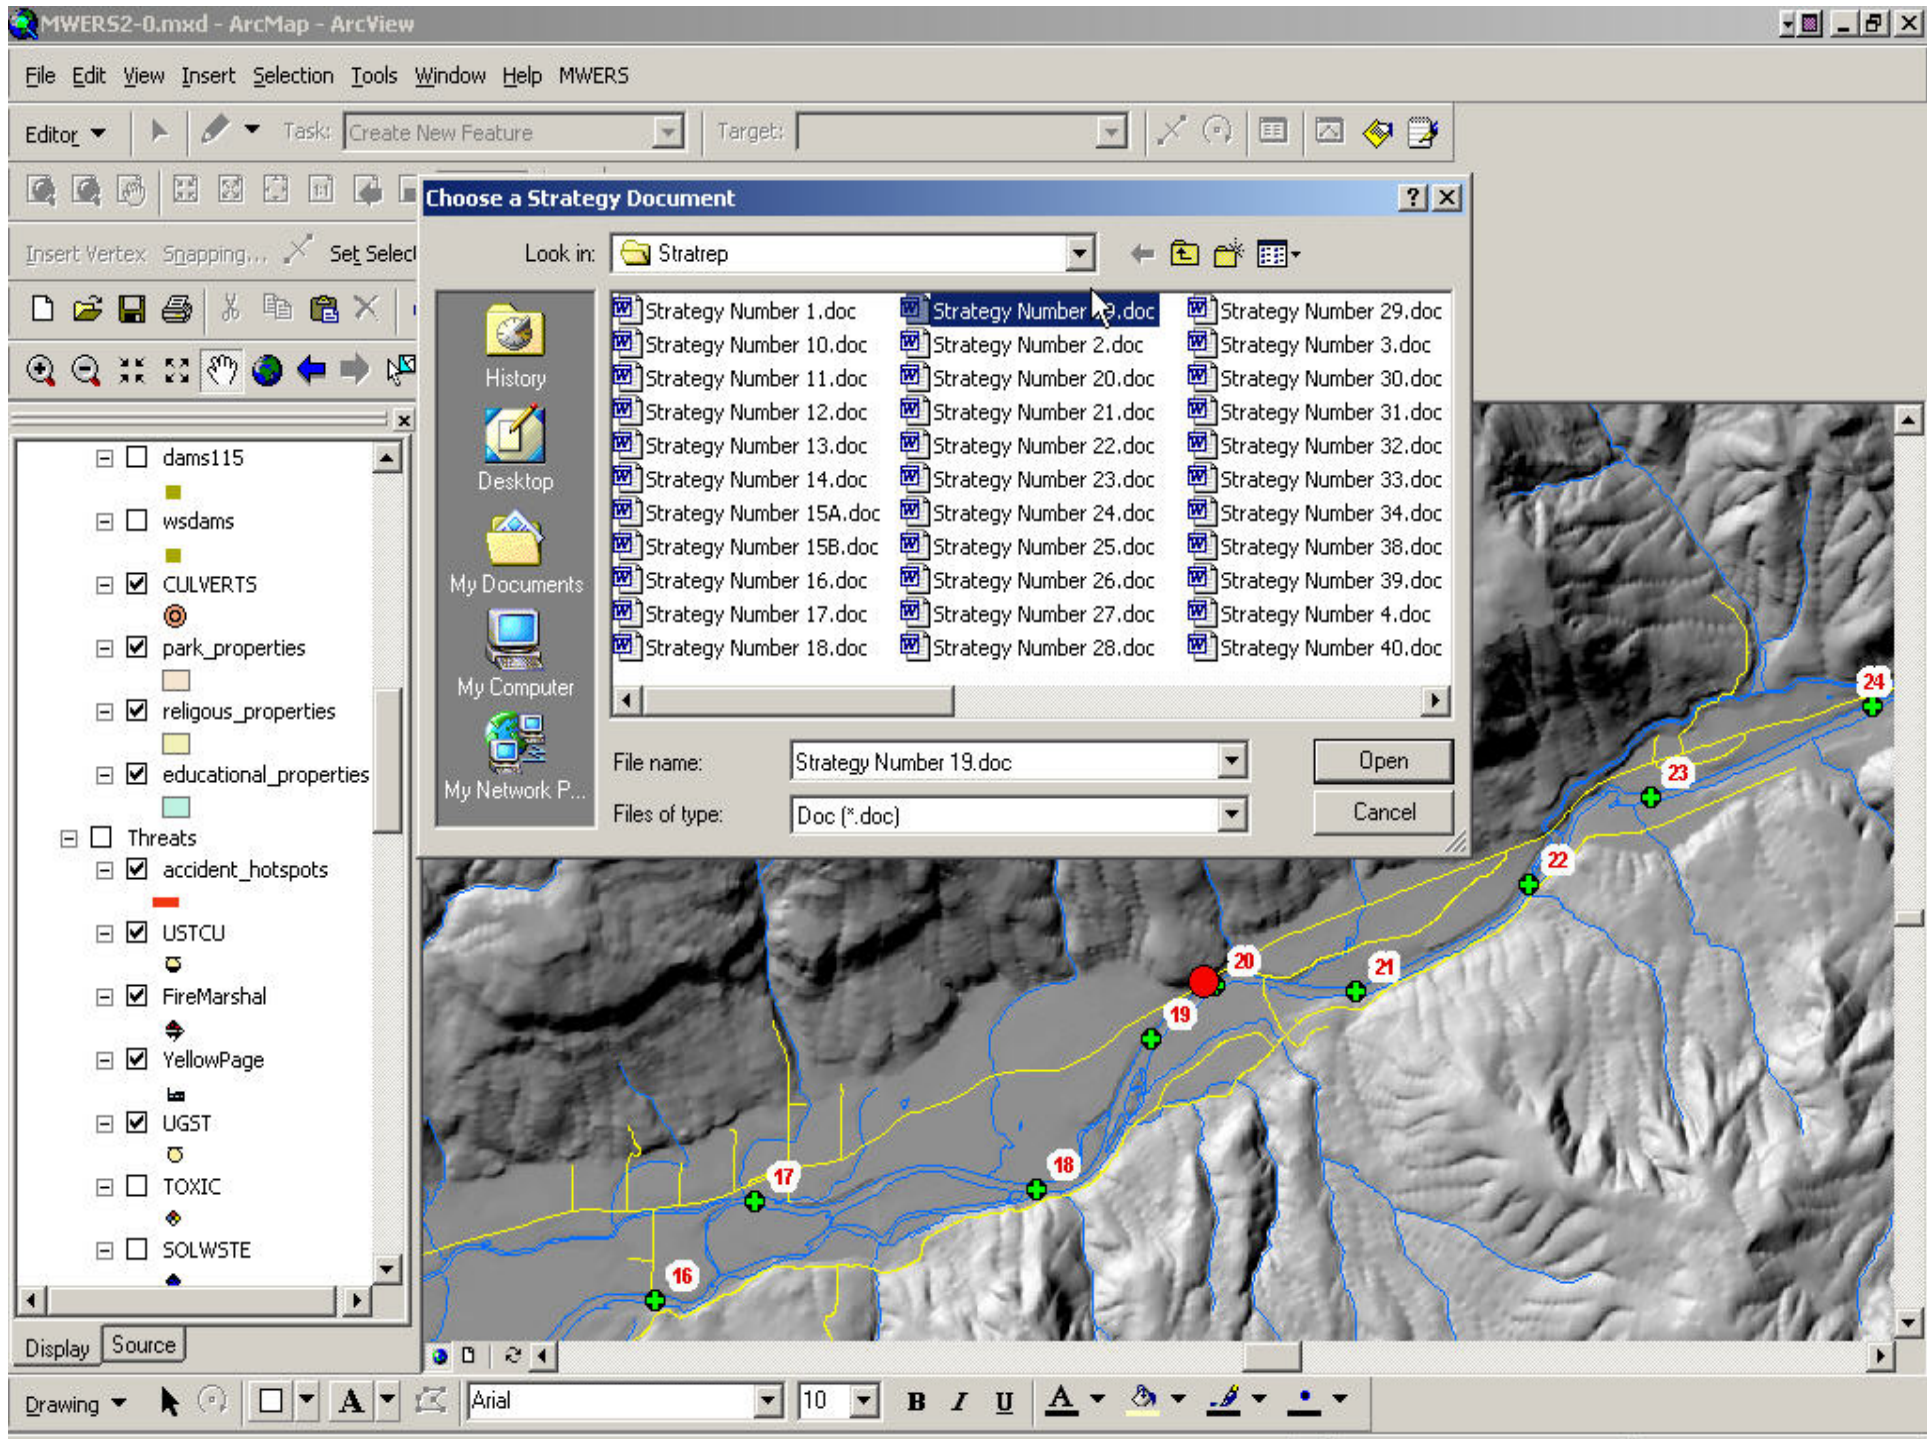 MWERS2-0.mxd - ArcMap - ArcView
File Edit View Insert Selection Tools Window Help MWERS
Editor Task: Create New Feature Target:
Choose a Strategy Document
Insert Vertex Snapping... Set Select
Look in: Stratrep
History
Desktop
My Documents
My Computer
My Network P...
Strategy Number 1.doc
Strategy Number 10.doc
Strategy Number 11.doc
Strategy Number 12.doc
Strategy Number 13.doc
Strategy Number 14.doc
Strategy Number 15A.doc
Strategy Number 15B.doc
Strategy Number 16.doc
Strategy Number 17.doc
Strategy Number 18.doc
Strategy Number 19.doc
Strategy Number 2.doc
Strategy Number 20.doc
Strategy Number 21.doc
Strategy Number 22.doc
Strategy Number 23.doc
Strategy Number 24.doc
Strategy Number 25.doc
Strategy Number 26.doc
Strategy Number 27.doc
Strategy Number 28.doc
Strategy Number 29.doc
Strategy Number 3.doc
Strategy Number 30.doc
Strategy Number 31.doc
Strategy Number 32.doc
Strategy Number 33.doc
Strategy Number 34.doc
Strategy Number 38.doc
Strategy Number 39.doc
Strategy Number 4.doc
Strategy Number 40.doc
File name: Strategy Number 19.doc Open
Files of type: Doc (*.doc) Cancel
dams115
wsdams
CULVERTS
park_properties
religous_properties
educational_properties
Threats
accident_hotspots
USTCU
FireMarshal
YellowPage
UGST
TOXIC
SOLWSTE
24
23
22
20
21
19
18
17
16
Display Source
Drawing A Arial 10 B I U A